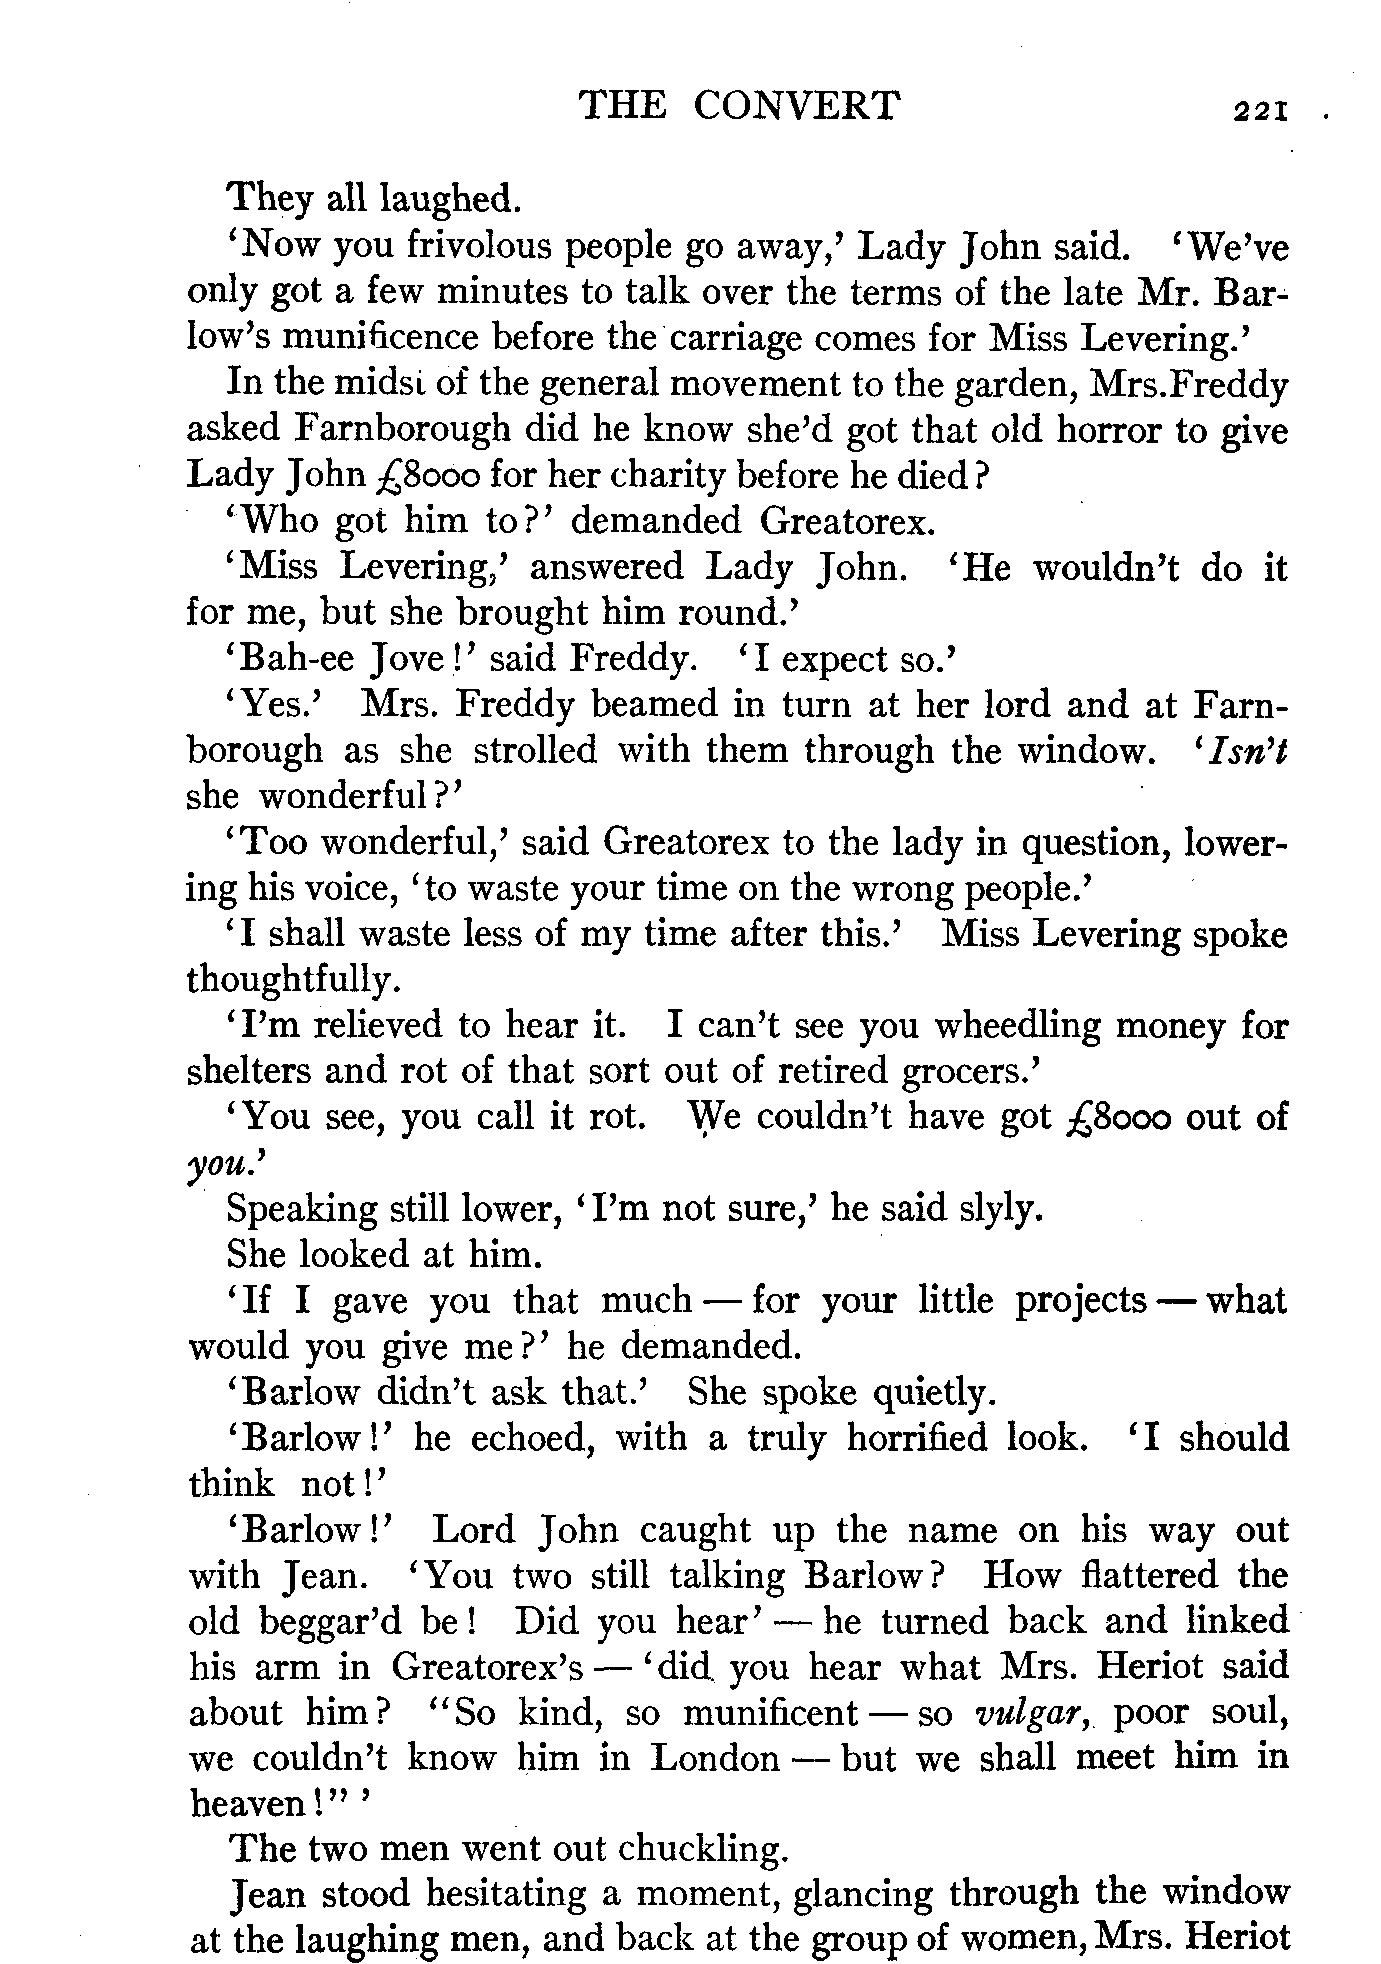 THE CONVERT 221
They all laughed.
‘Now you frivolous people go away,’ Lady John said. ‘We’ve
only got a few minutes to talk over the terms of the late Mr. Bar-
low’s munificence before the carriage comes for Miss Levering.’
In the midst of the general movement to the garden, Mrs.Freddy
asked Farnborough did he know she’d got that old horror to give
Lady John £8000 for her charity before he died?
‘Who got him to?’ demanded Greatorex.
‘Miss Levering,’ answered Lady John. ‘He wouldn’t do it
for me, but she brought him round.’
‘Bah-ee Jove!’ said Freddy. ‘I expect so.’
‘Yes.’ Mrs. Freddy beamed in turn at her lord and at Farn-
borough as she strolled with them through the window. ‘Isn’t
she wonderful?’
‘Too wonderful,’ said Greatorex to the lady in question, lower-
ing his voice, ‘to waste your time on the wrong people.’
‘I shall waste less of my time after this.’ Miss Levering spoke
thoughtfully.
‘I’m relieved to hear it. I can’t see you wheedling money for
shelters and rot of that sort out of retired grocers.’
‘You see, you call it rot. We couldn’t have got £8000 out of
you.’
Speaking still lower, ‘I’m not sure,’ he said slyly.
She looked at him.
‘If I gave you that much — for your little projects — what
would you give me?’ he demanded.
‘Barlow didn’t ask that.’ She spoke quietly.
‘Barlow!’ he echoed, with a truly horrified look. ‘I should
think not!’
‘Barlow!’ Lord John caught up the name on his way out
with Jean. ‘You two still talking Barlow? How flattered the
old beggar’d be! Did you hear’ — he turned back and linked
his arm in Greatorex’s — ‘did you hear what Mrs. Heriot said
about him? “So kind, so munificent — so vulgar, poor soul,
we couldn’t know him in London — but we shall meet him in
heaven!” ’
The two men went out chuckling.
Jean stood hesitating a moment, glancing through the window
at the laughing men, and back at the group of women, Mrs. Heriot